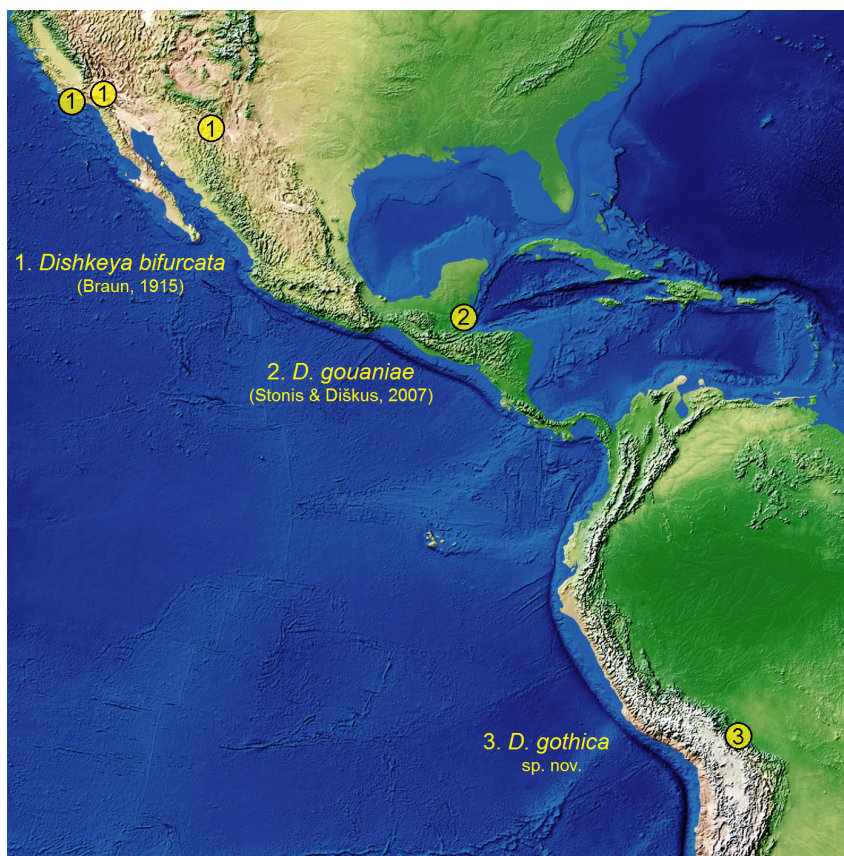 1
1
1
1. Dishkeya bifurcata
(Braun, 1915)
2
2. D. gouaniae
(Stonis & Diškus, 2007)
3
3. D. gothica
sp. nov.